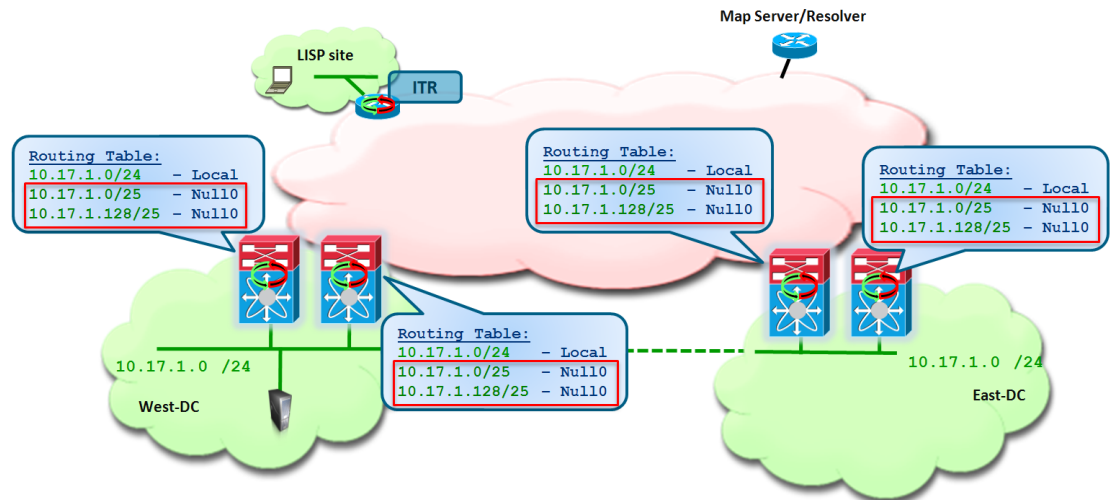 Map Server/Resolver
LISP site
ITR
Routing Table:
10.17.1.0/24 – Local
10.17.1.0/25 – Null0
10.17.1.128/25 – Null0
Routing Table:
10.17.1.0/24 – Local
10.17.1.0/25 – Null0
10.17.1.128/25 – Null0
Routing Table:
10.17.1.0/24 – Local
10.17.1.0/25 – Null0
10.17.1.128/25 – Null0
Routing Table:
10.17.1.0/24 – Local
10.17.1.0/25 – Null0
10.17.1.128/25 – Null0
10.17.1.0 /24
10.17.1.0 /24
West-DC
East-DC